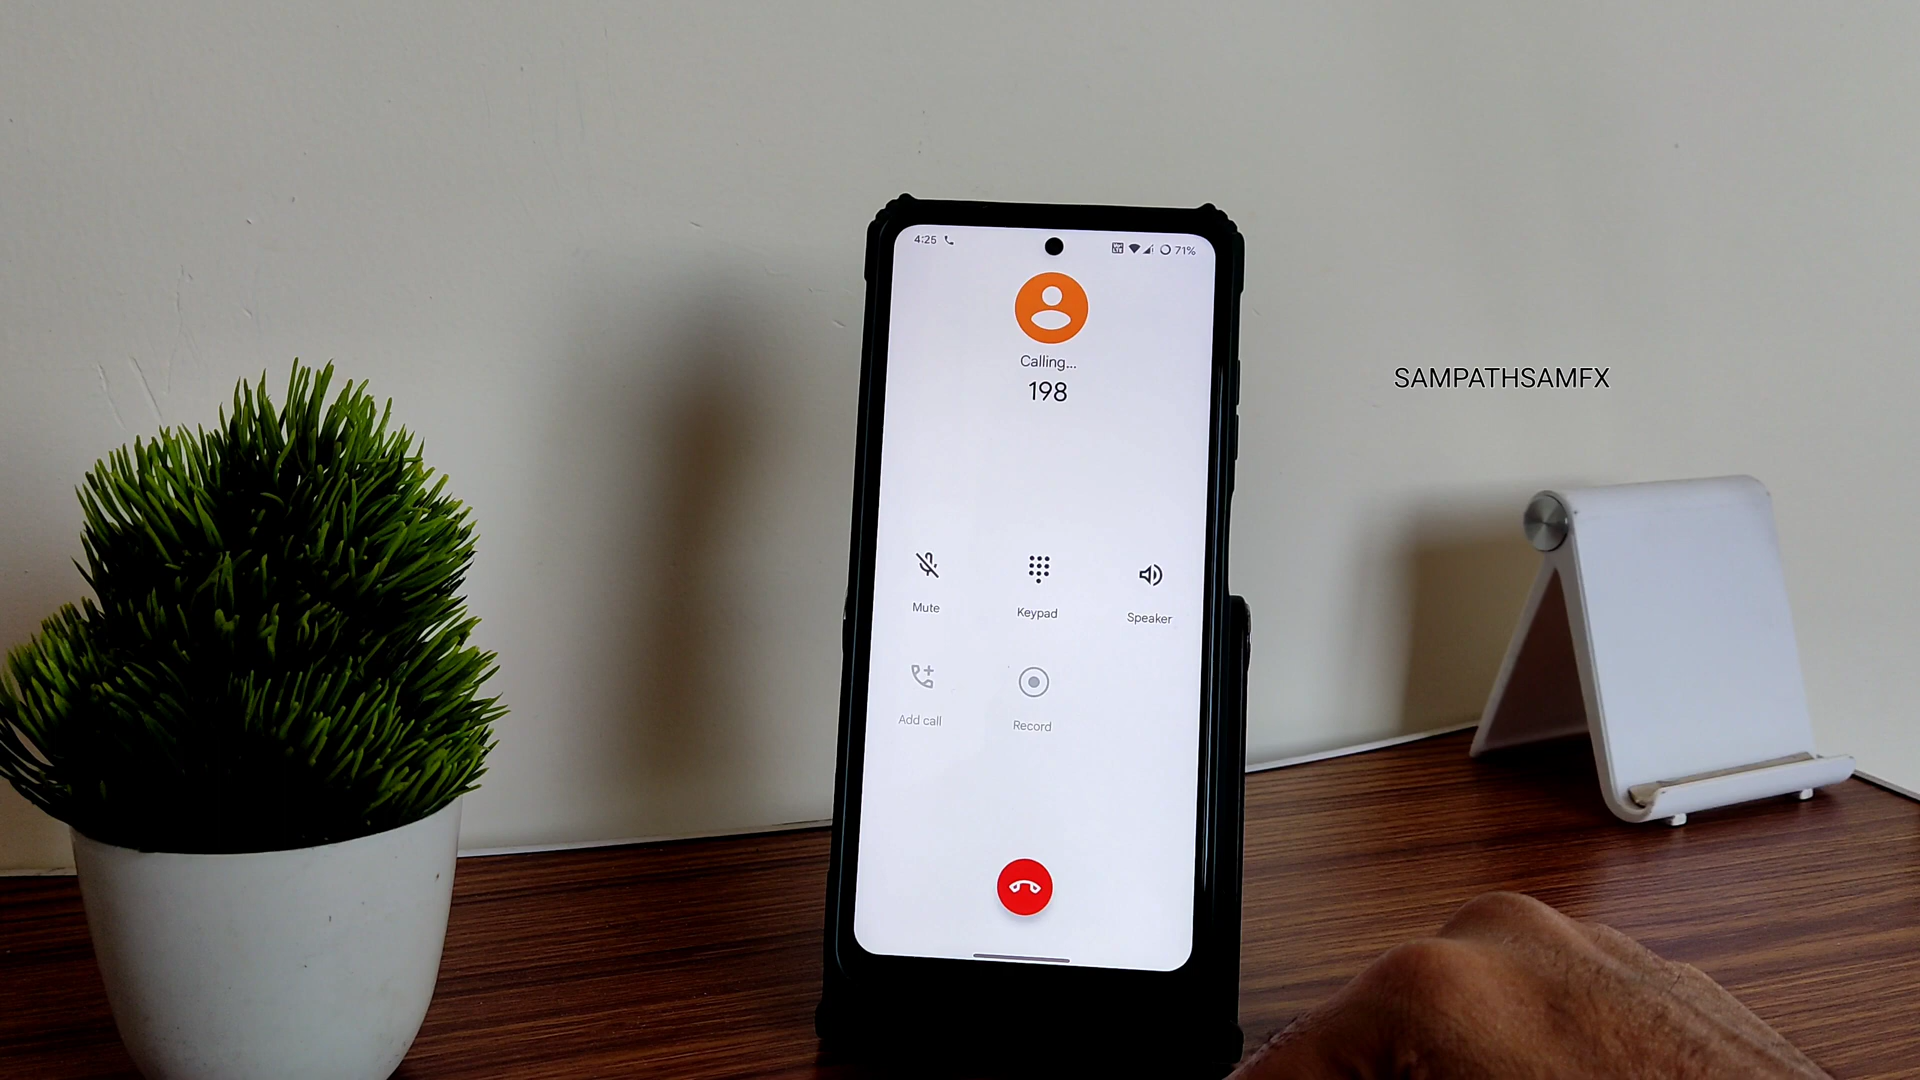 4:25
71%
Calling...
198
SAMPATHSAMFX
Mute
Keypad
Speaker
Add call
Record